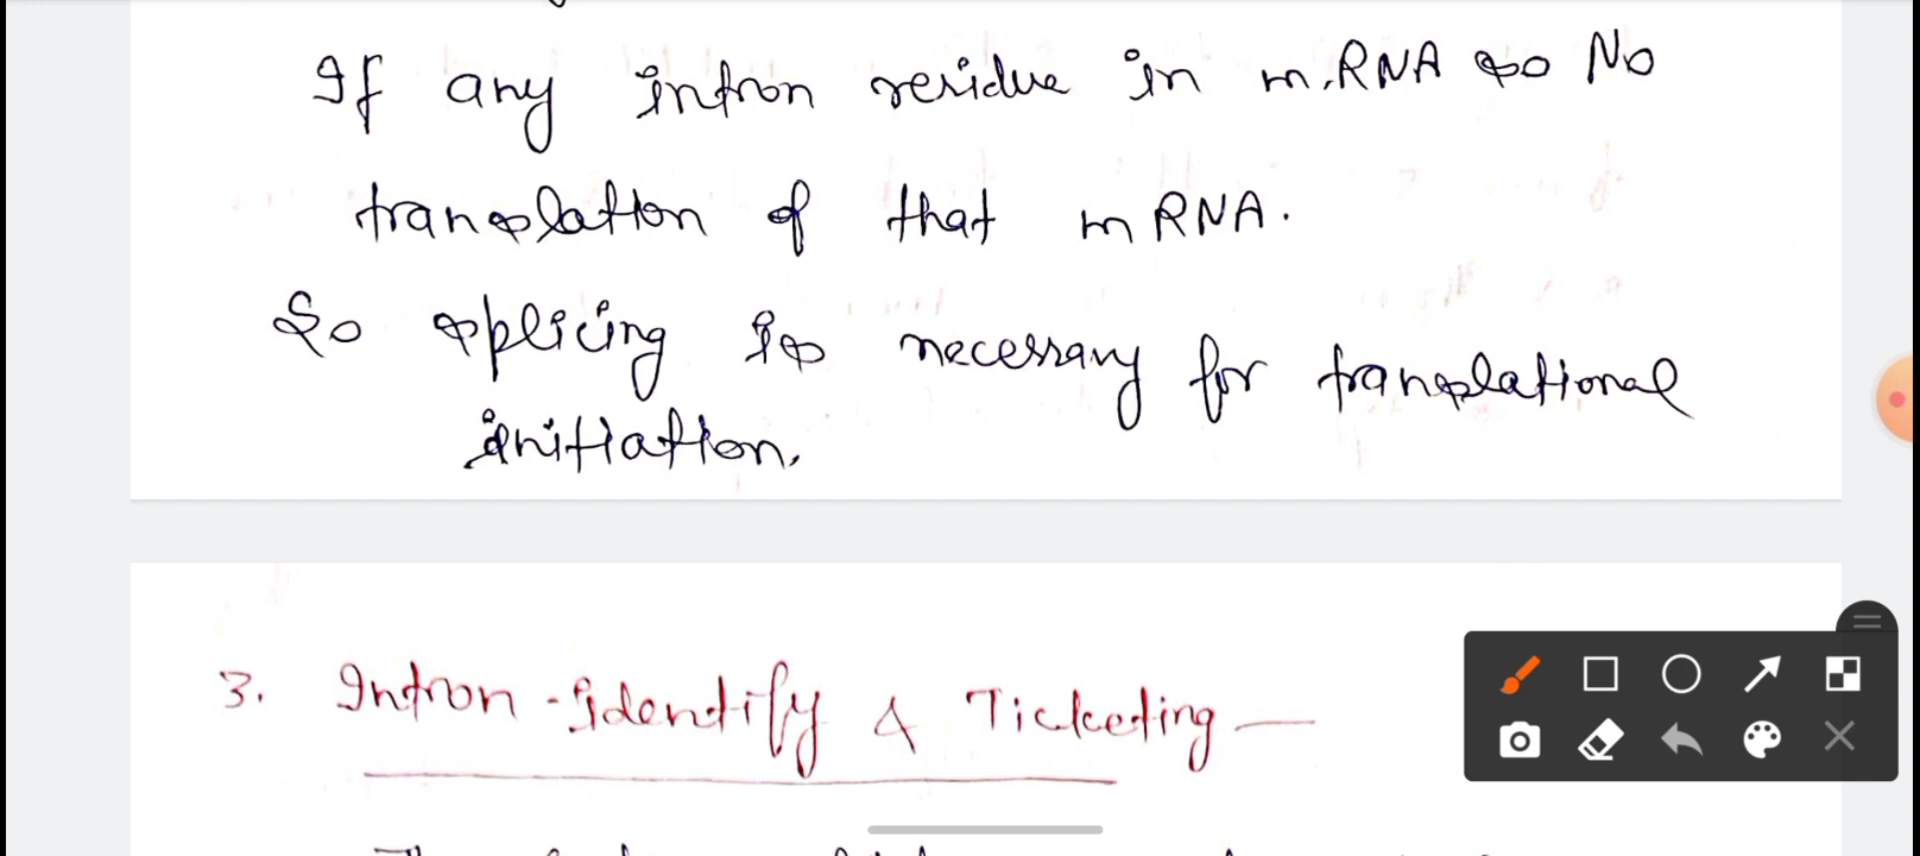 If any intron residue in m.RNA so No
translation of that mRNA.
So splicing is necessary for translational
initiation.
3. Intron - identify & Ticketing —